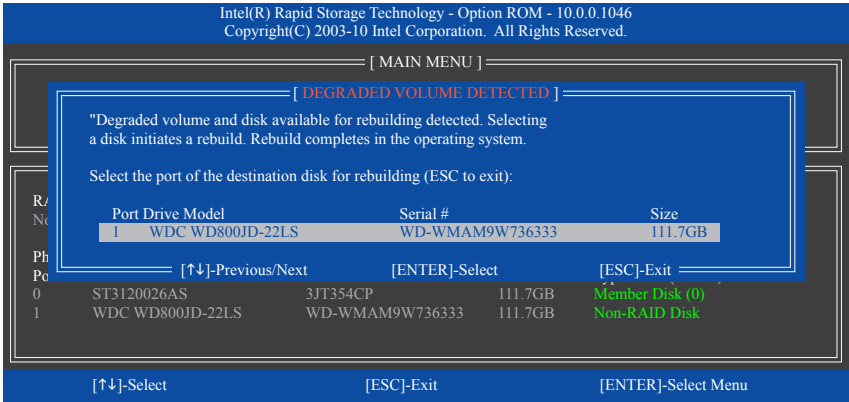 Intel(R) Rapid Storage Technology - Option ROM - 10.0.0.1046
Copyright(C) 2003-10 Intel Corporation.  All Rights Reserved.
[ MAIN MENU ]
[ DEGRADED VOLUME DETECTED ]
"Degraded volume and disk available for rebuilding detected. Selecting
a disk initiates a rebuild. Rebuild completes in the operating system.
Select the port of the destination disk for rebuilding (ESC to exit):
Port Drive Model Serial # Size
1 WDC WD800JD-22LS WD-WMAM9W736333 111.7GB
[↑↓]-Previous/Next [ENTER]-Select [ESC]-Exit
0 ST3120026AS 3JT354CP 111.7GB Member Disk (0)
1 WDC WD800JD-22LS WD-WMAM9W736333 111.7GB Non-RAID Disk
[↑↓]-Select [ESC]-Exit [ENTER]-Select Menu